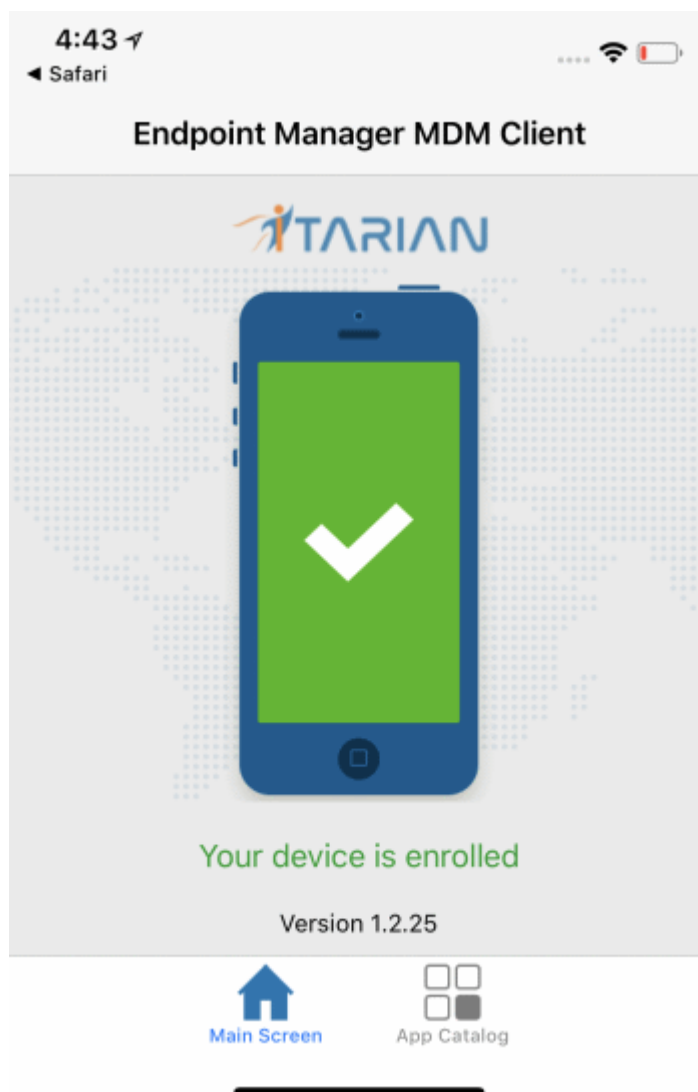 4:43
◀ Safari
Endpoint Manager MDM Client
iTARIAN
Your device is enrolled
Version 1.2.25
Main Screen
App Catalog